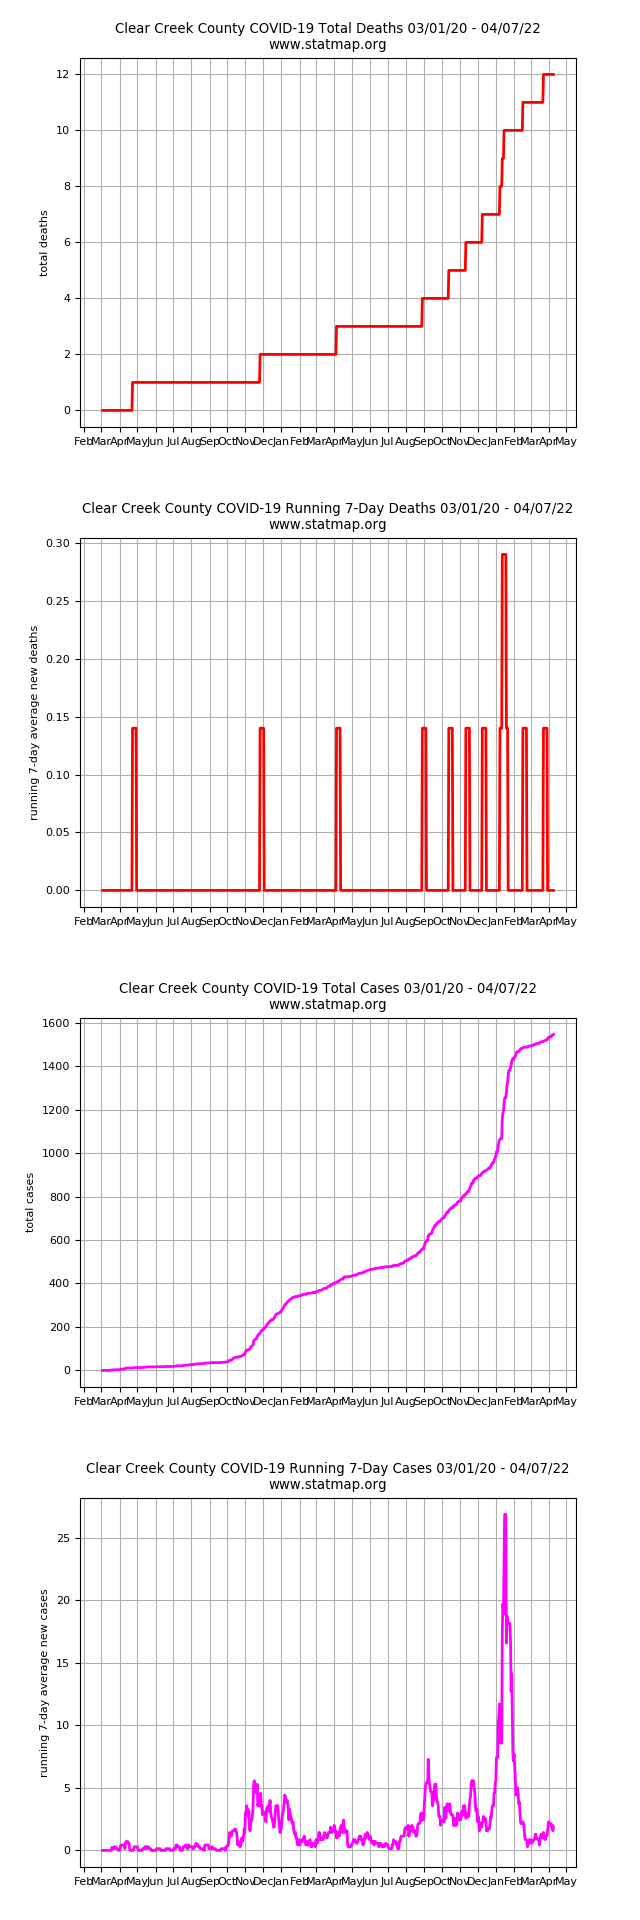 Clear Creek County COVID-19 Total Deaths 03/01/20 - 04/07/22
www.statmap.org
12
10
8
6
4
2
0
total deaths
Feb Mar Apr May Jun Jul Aug Sep Oct Nov Dec Jan Feb Mar Apr May Jun Jul Aug Sep Oct Nov Dec Jan Feb Mar Apr May
Clear Creek County COVID-19 Running 7-Day Deaths 03/01/20 - 04/07/22
www.statmap.org
0.30
0.25
0.20
0.15
0.10
0.05
0.00
running 7-day average new deaths
Feb Mar Apr May Jun Jul Aug Sep Oct Nov Dec Jan Feb Mar Apr May Jun Jul Aug Sep Oct Nov Dec Jan Feb Mar Apr May
Clear Creek County COVID-19 Total Cases 03/01/20 - 04/07/22
www.statmap.org
1600
1400
1200
1000
800
600
400
200
0
total cases
Feb Mar Apr May Jun Jul Aug Sep Oct Nov Dec Jan Feb Mar Apr May Jun Jul Aug Sep Oct Nov Dec Jan Feb Mar Apr May
Clear Creek County COVID-19 Running 7-Day Cases 03/01/20 - 04/07/22
www.statmap.org
25
20
15
10
5
0
running 7-day average new cases
Feb Mar Apr May Jun Jul Aug Sep Oct Nov Dec Jan Feb Mar Apr May Jun Jul Aug Sep Oct Nov Dec Jan Feb Mar Apr May